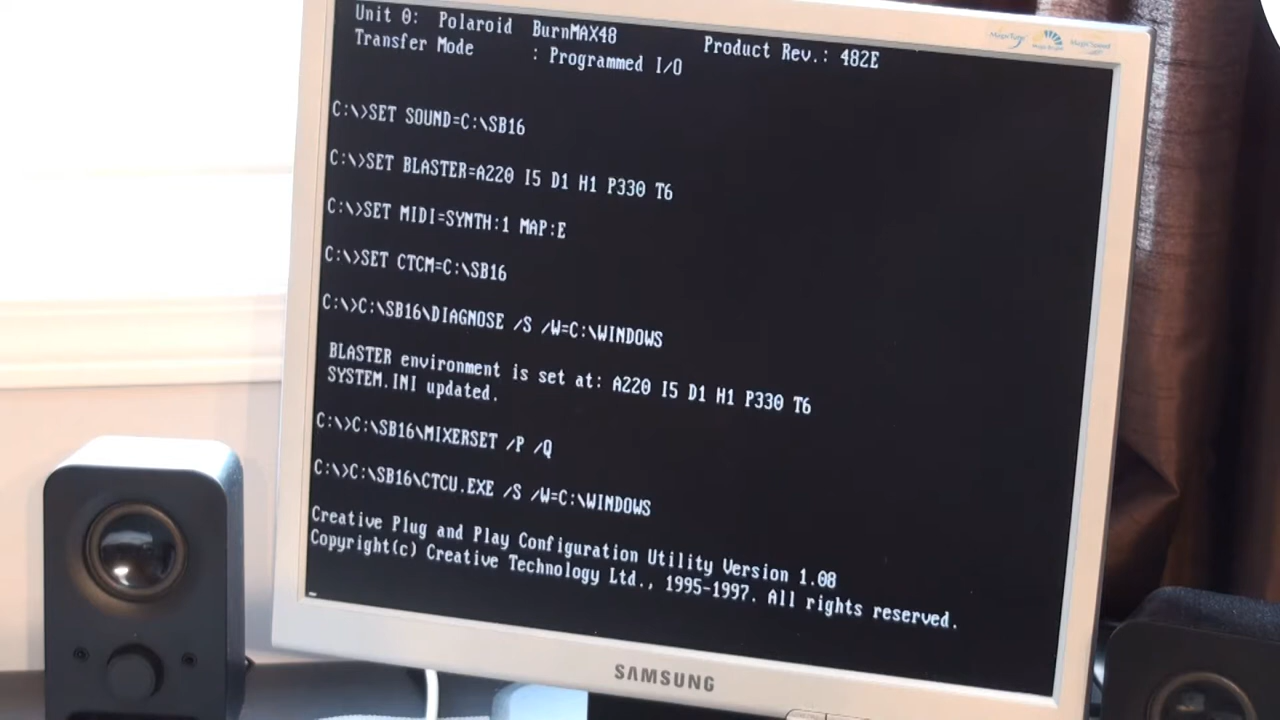 Unit 0: Polaroid BurnMAX48 Product Rev.: 482E
Transfer Mode : Programmed I/O
C:\>SET SOUND=C:\SB16
C:\>SET BLASTER=A220 I5 D1 H1 P330 T6
C:\>SET MIDI=SYNTH:1 MAP:E
C:\>SET CTCM=C:\SB16
C:\>C:\SB16\DIAGNOSE /S /W=C:\WINDOWS
BLASTER environment is set at: A220 I5 D1 H1 P330 T6
SYSTEM.INI updated.
C:\>C:\SB16\MIXERSET /P /Q
C:\>C:\SB16\CTCU.EXE /S /W=C:\WINDOWS
Creative Plug and Play Configuration Utility Version 1.08
Copyright(c) Creative Technology Ltd., 1995-1997. All rights reserved.
_
SAMSUNG